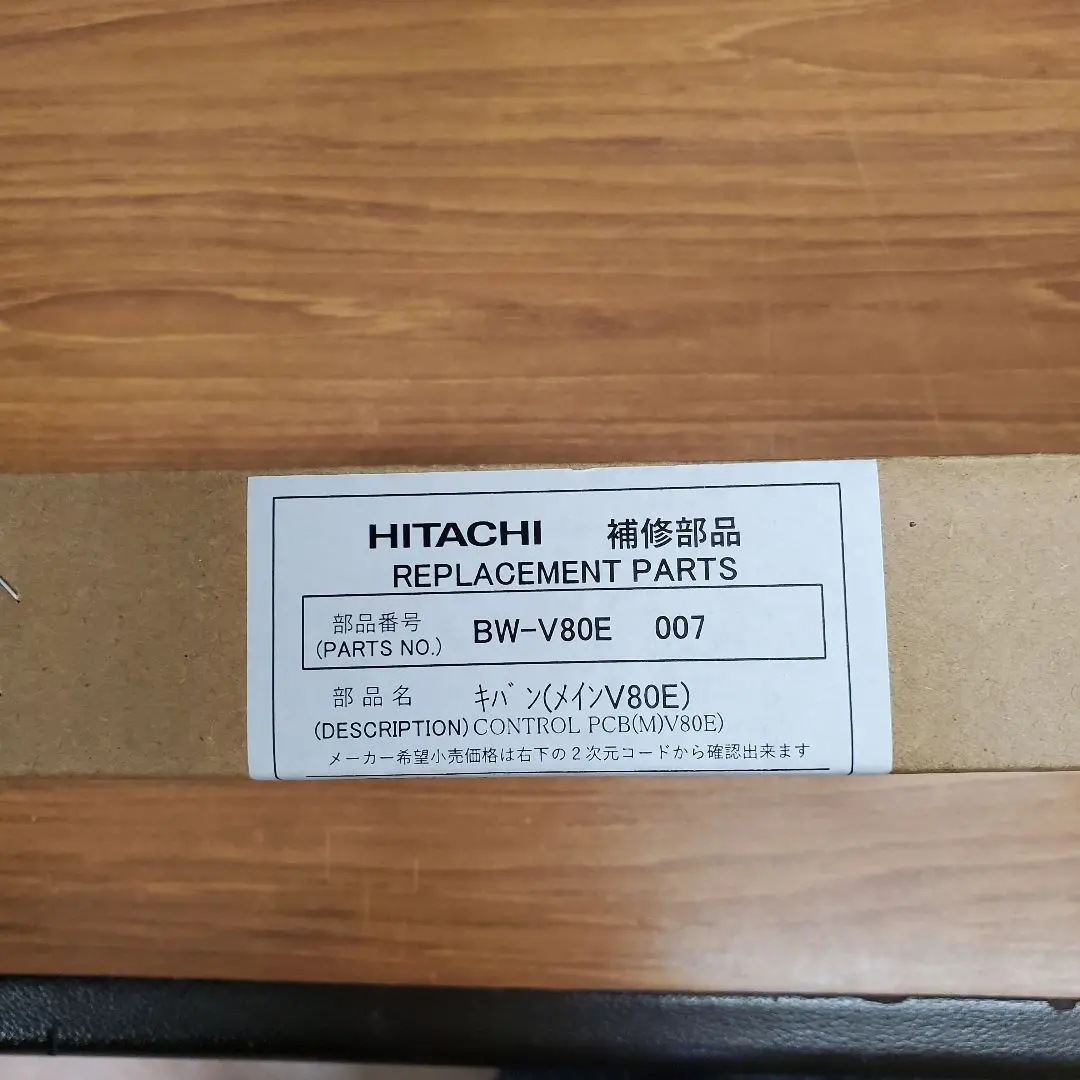 HITACHI 補修部品
REPLACEMENT PARTS
部品番号 BW-V80E 007
(PARTS NO.)
部品名 ｷﾊﾞﾝ(ﾒｲﾝV80E)
(DESCRIPTION) CONTROL PCB(M)V80E)
メーカー希望小売価格は右下の2次元コードから確認出来ます